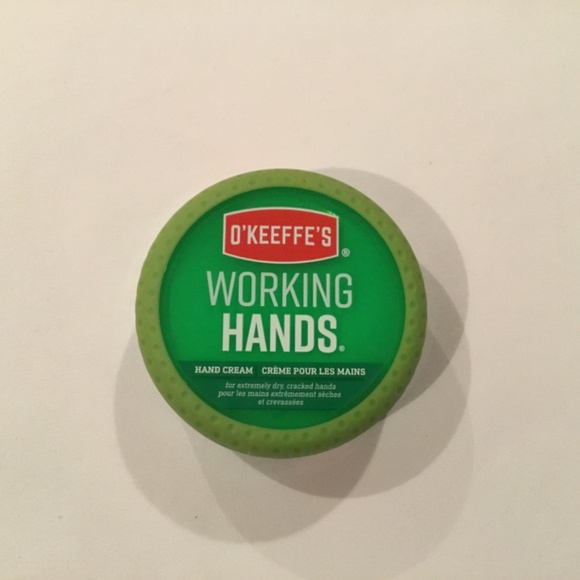 O'KEEFFE'S®
WORKING
HANDS®
HAND CREAM CRÈME POUR LES MAINS
for extremely dry, cracked hands
pour les mains extrêmement sèches
et crevassées